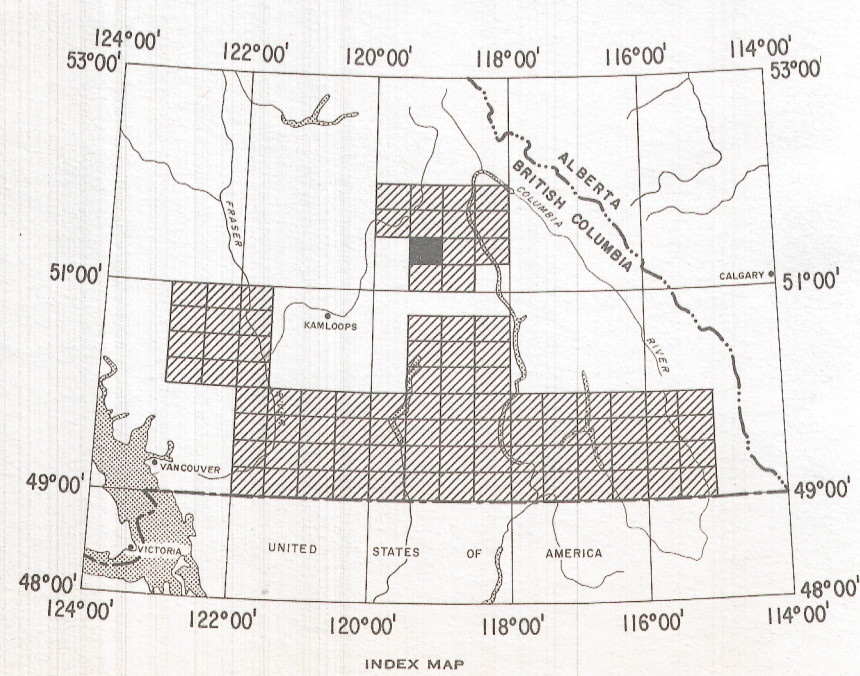 124°00' 122°00' 120°00' 118°00' 116°00' 114°00'
53°00' 53°00'
ALBERTA
BRITISH COLUMBIA
COLUMBIA
FRASER
51°00' CALGARY 51°00'
KAMLOOPS
RIVER
VANCOUVER
49°00' 49°00'
VICTORIA
UNITED STATES OF AMERICA
48°00' 48°00'
124°00' 122°00' 120°00' 118°00' 116°00' 114°00'
INDEX MAP